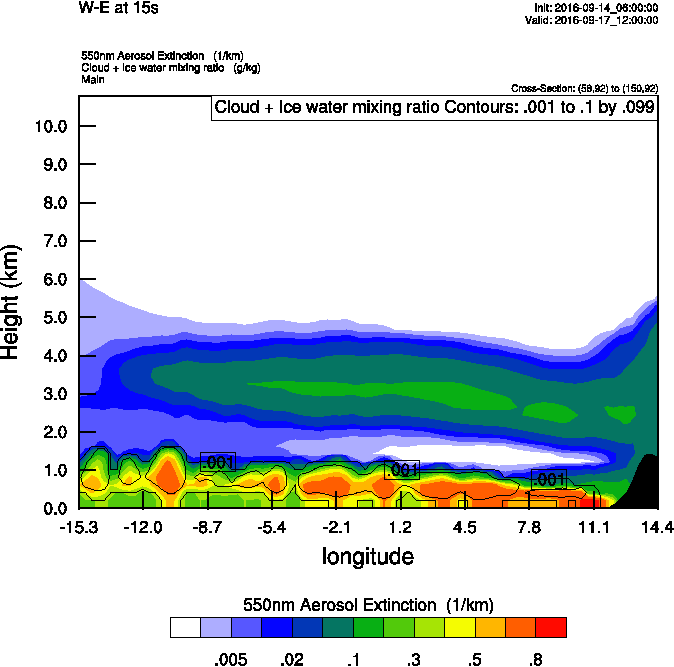 W-E at 15s
Init: 2016-09-14_06:00:00
Valid: 2016-09-17_12:00:00
550nm Aerosol Extinction (1/km)
Cloud + Ice water mixing ratio (g/kg)
Main
Cross-Section: (58,92) to (150,92)
Cloud + Ice water mixing ratio Contours: .001 to .1 by .099
Height (km)
10.0
9.0
8.0
7.0
6.0
5.0
4.0
3.0
2.0
1.0
0.0
.001
.001
.001
-15.3 -12.0 -8.7 -5.4 -2.1 1.2 4.5 7.8 11.1 14.4
longitude
550nm Aerosol Extinction (1/km)
.005 .02 .1 .3 .5 .8